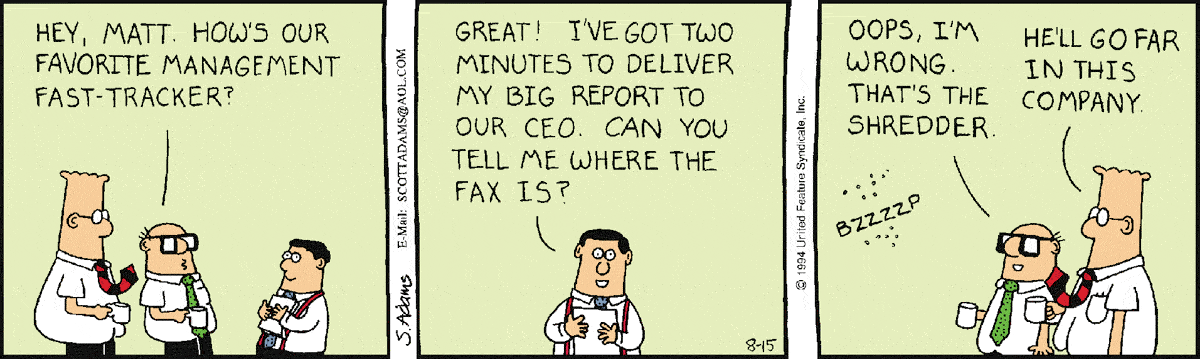 HEY, MATT. HOW'S OUR
FAVORITE MANAGEMENT
FAST-TRACKER?
S. Adams
E-Mail: SCOTTADAMS@AOL.COM
GREAT! I'VE GOT TWO
MINUTES TO DELIVER
MY BIG REPORT TO
OUR CEO. CAN YOU
TELL ME WHERE THE
FAX IS?
8-15
© 1994 United Feature Syndicate, Inc.
OOPS, I'M
WRONG.
THAT'S THE
SHREDDER.
HE'LL GO FAR
IN THIS
COMPANY.
BZZZZP